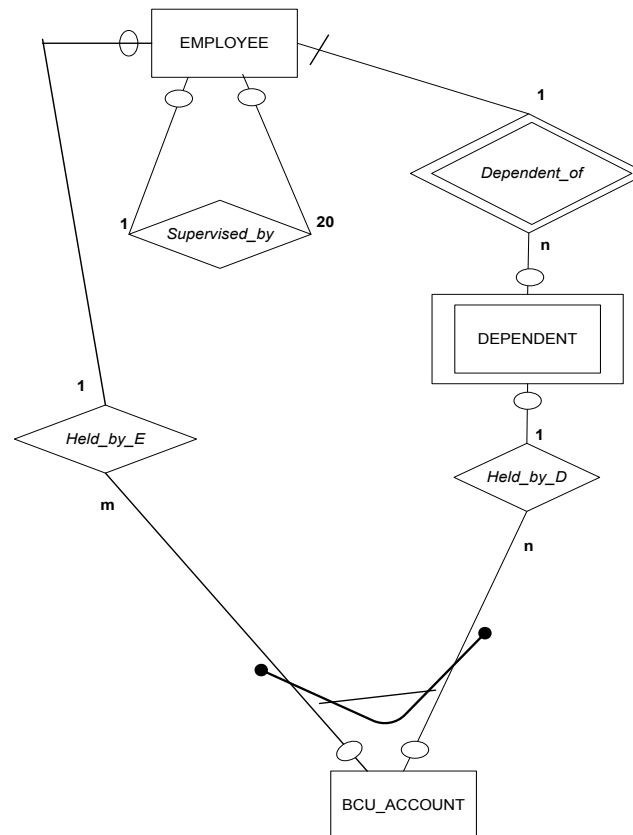 EMPLOYEE
1
Dependent_of
1
Supervised_by
20
n
DEPENDENT
1
Held_by_E
1
Held_by_D
m
n
BCU_ACCOUNT